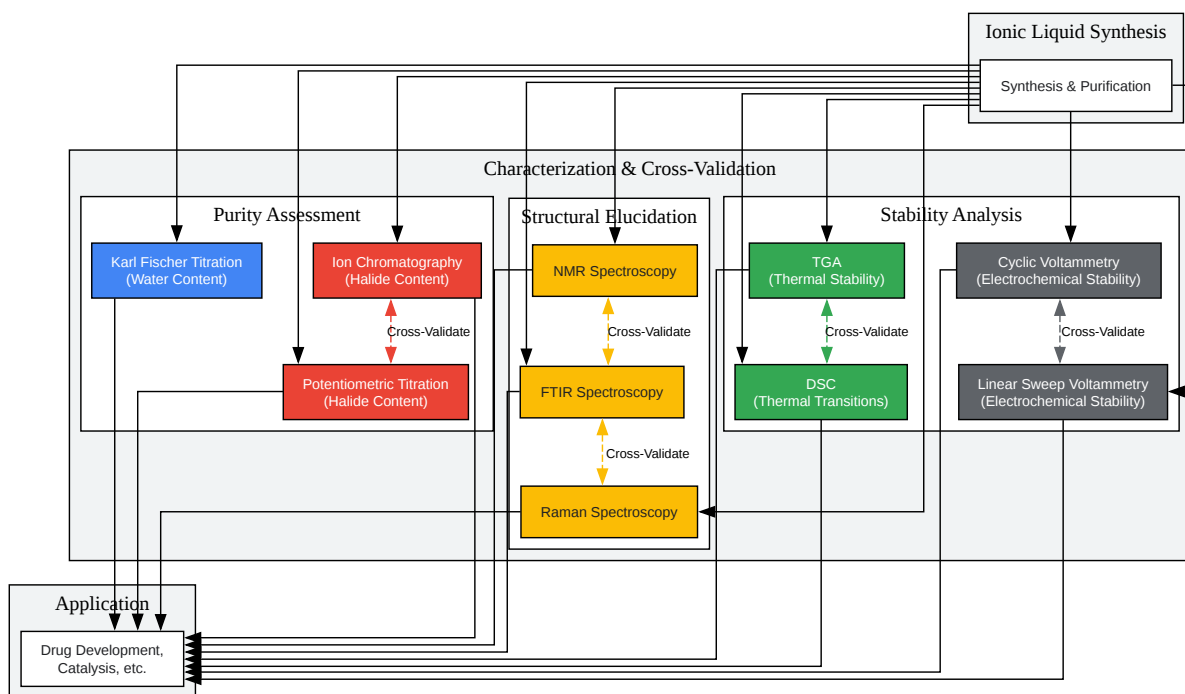 Ionic Liquid Synthesis
Synthesis & Purification
Characterization & Cross-Validation
Purity Assessment
Karl Fischer Titration
(Water Content)
Ion Chromatography
(Halide Content)
Cross-Validate
Potentiometric Titration
(Halide Content)
Structural Elucidation
NMR Spectroscopy
Cross-Validate
FTIR Spectroscopy
Cross-Validate
Raman Spectroscopy
Stability Analysis
TGA
(Thermal Stability)
Cross-Validate
DSC
(Thermal Transitions)
Cyclic Voltammetry
(Electrochemical Stability)
Cross-Validate
Linear Sweep Voltammetry
(Electrochemical Stability)
Application
Drug Development,
Catalysis, etc.